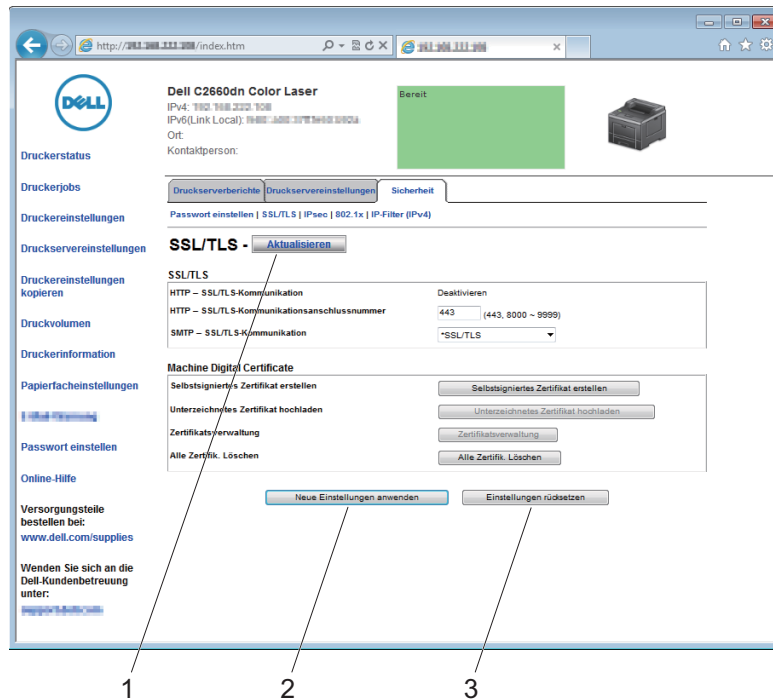 http://
/index.htm
DELL
Dell C2660dn Color Laser
IPv4:
IPv6(Link Local):
Ort:
Kontaktperson:
Bereit
Druckerstatus
Druckerjobs
Druckereinstellungen
Druckservereinstellungen
Druckereinstellungen
kopieren
Druckvolumen
Druckerinformation
Papierfacheinstellungen
Passwort einstellen
Online-Hilfe
Versorgungsteile
bestellen bei:
www.dell.com/supplies
Wenden Sie sich an die
Dell-Kundenbetreuung
unter:
Druckserverberichte Druckservereinstellungen Sicherheit
Passwort einstellen | SSL/TLS | IPsec | 802.1x | IP-Filter (IPv4)
SSL/TLS - Aktualisieren
SSL/TLS
HTTP – SSL/TLS-Kommunikation Deaktivieren
HTTP – SSL/TLS-Kommunikationsanschlussnummer 443 (443, 8000 ~ 9999)
SMTP – SSL/TLS-Kommunikation *SSL/TLS
Machine Digital Certificate
Selbstsigniertes Zertifikat erstellen Selbstsigniertes Zertifikat erstellen
Unterzeichnetes Zertifikat hochladen Unterzeichnetes Zertifikat hochladen
Zertifikatsverwaltung Zertifikatsverwaltung
Alle Zertifik. Löschen Alle Zertifik. Löschen
Neue Einstellungen anwenden Einstellungen rücksetzen
1 2 3